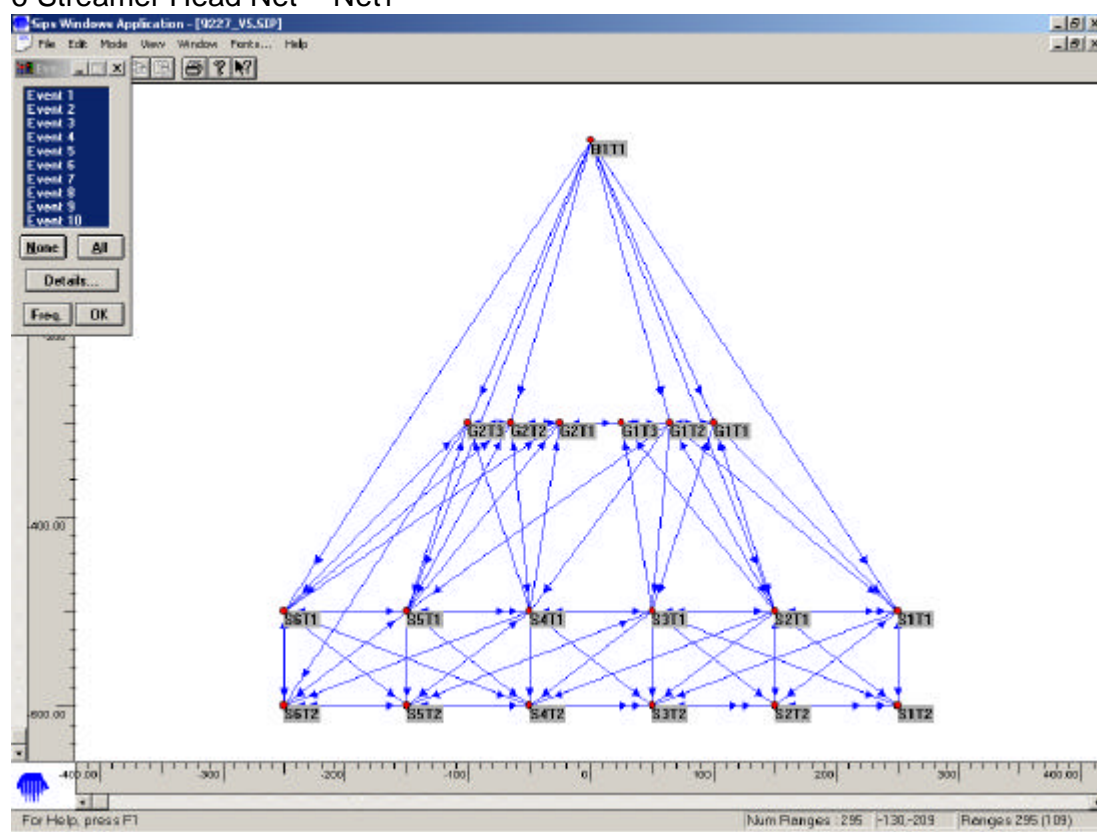 6 Streamer Head Net – Net1
Sips Windows Application - [9227_V5.SIP]
File Edit Mode View Window Fonts... Help
Event 1
Event 2
Event 3
Event 4
Event 5
Event 6
Event 7
Event 8
Event 9
Event 10
None All
Details...
Freq. OK
B1T1
G2T3 G2T2 G2T1 G1T3 G1T2 G1T1
-400.00
S6T1 S5T1 S4T1 S3T1 S2T1 S1T1
-600.00
S6T2 S5T2 S4T2 S3T2 S2T2 S1T2
-400.00 -300 -200 -100 0 100 200 300 400.00
For Help, press F1 Num Ranges : 295 -130,-209 Ranges 295 (109)